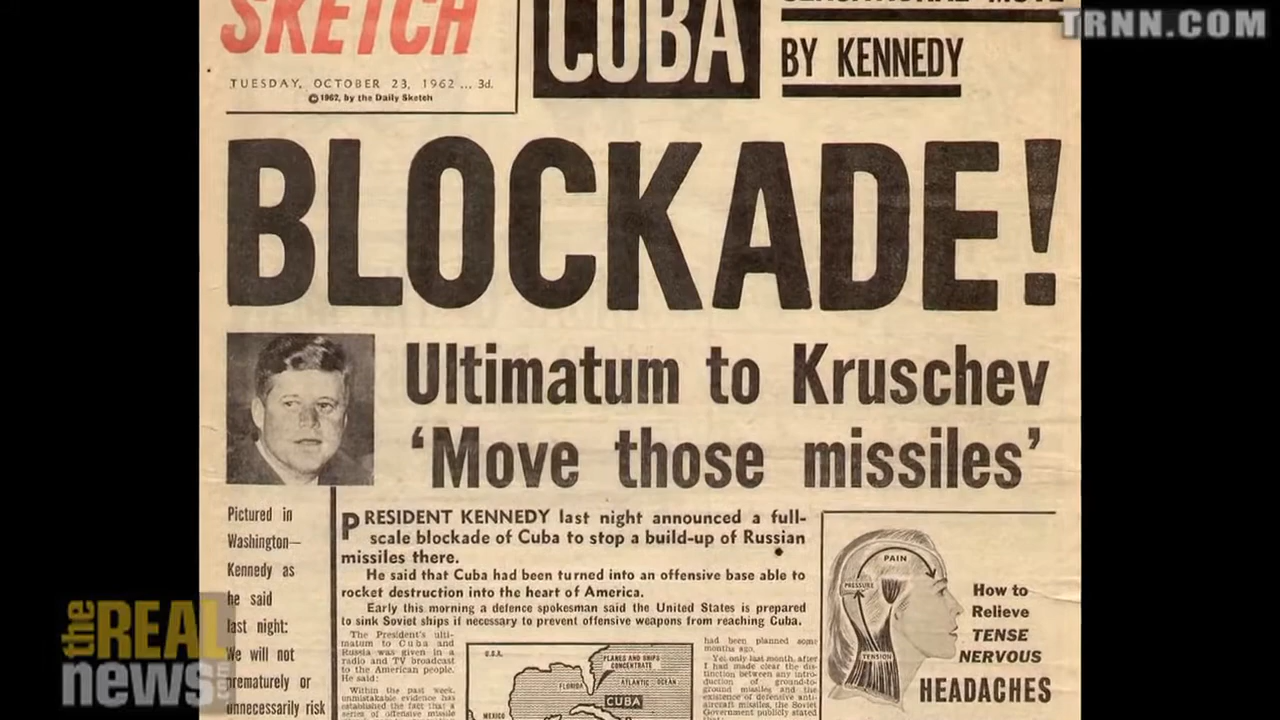 TRNN.COM
SKETCH
TUESDAY, OCTOBER 23, 1962 ... 3d.
© 1962, by the Daily Sketch
CUBA
SENSATIONAL MOVE
BY KENNEDY
BLOCKADE!
Ultimatum to Kruschev
‘Move those missiles’
Pictured in
Washington—
Kennedy as
he said
last night:
We will not
prematurely or
unnecessarily risk
PRESIDENT KENNEDY last night announced a full-
scale blockade of Cuba to stop a build-up of Russian
missiles there.
He said that Cuba had been turned into an offensive base able to
rocket destruction into the heart of America.
Early this morning a defence spokesman said the United States is prepared
to sink Soviet ships if necessary to prevent offensive weapons from reaching Cuba.
The President's ulti-
matum to Cuba and
Russia was given in a
radio and TV broadcast
to the American people.
He said:
Within the past week,
unmistakable evidence has
established the fact that a
series of offensive missile
U.S.A.
PLANES AND SHIPS
CONCENTRATE
FLORIDA
ATLANTIC OCEAN
CUBA
MEXICO
had been planned some
months ago.
Yet only last month, after
I had made clear the dis-
tinction between any intro-
duction of ground-to-
ground missiles and the
existence of defensive anti-
aircraft missiles, the Soviet
Government publicly stated
that:
PAIN
PRESSURE
TENSION
How to
Relieve
TENSE
NERVOUS
HEADACHES
the REAL
news.com